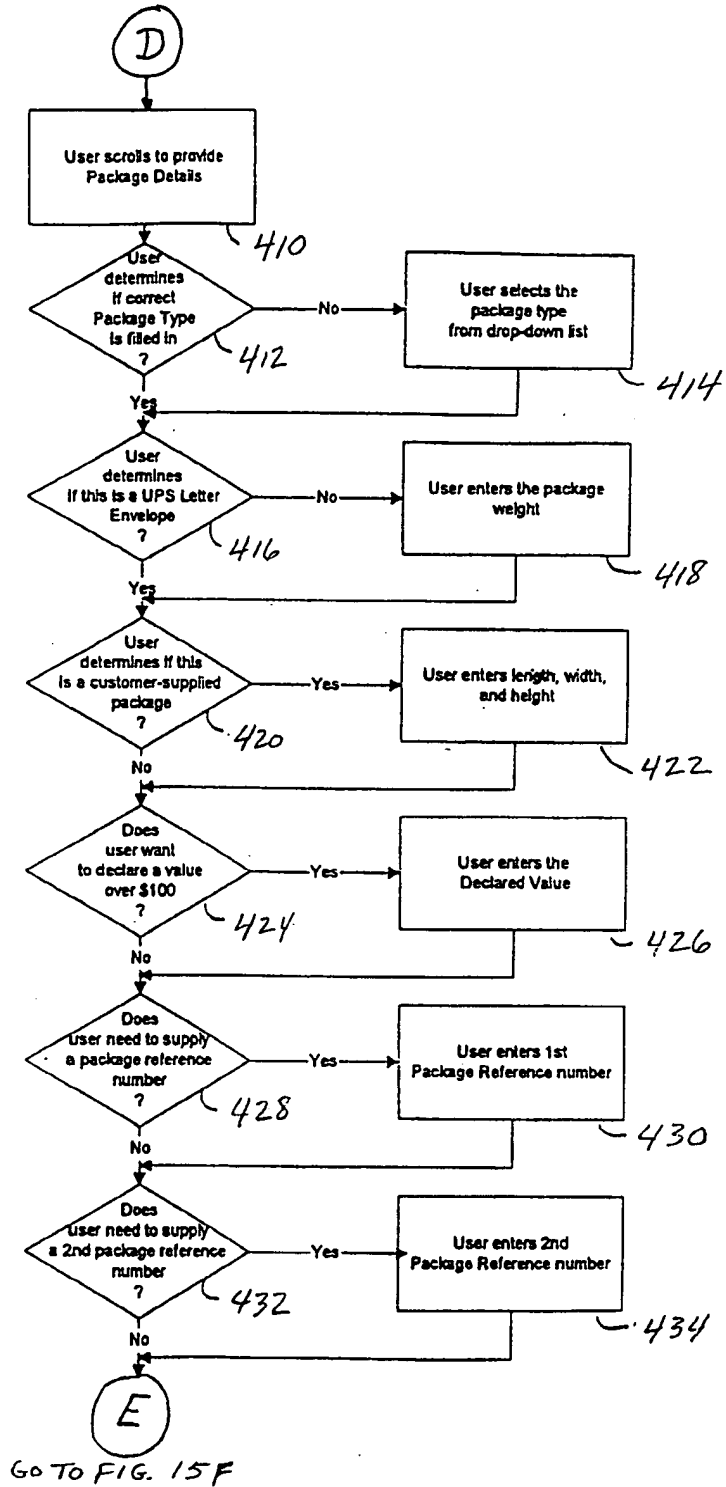 D
User scrolls to provide
Package Details
410
User
determines
if correct
Package Type
is filled in
?
412
No
User selects the
package type
from drop-down list
414
Yes
User
determines
if this is a UPS Letter
Envelope
?
416
No
User enters the package
weight
418
Yes
User
determines if this
is a customer-supplied
package
?
420
Yes
User enters length, width,
and height
422
No
Does
user want
to declare a value
over $100
?
424
Yes
User enters the
Declared Value
426
No
Does
user need to supply
a package reference
number
?
428
Yes
User enters 1st
Package Reference number
430
No
Does
user need to supply
a 2nd package reference
number
?
432
Yes
User enters 2nd
Package Reference number
434
No
E
GO TO FIG. 15F